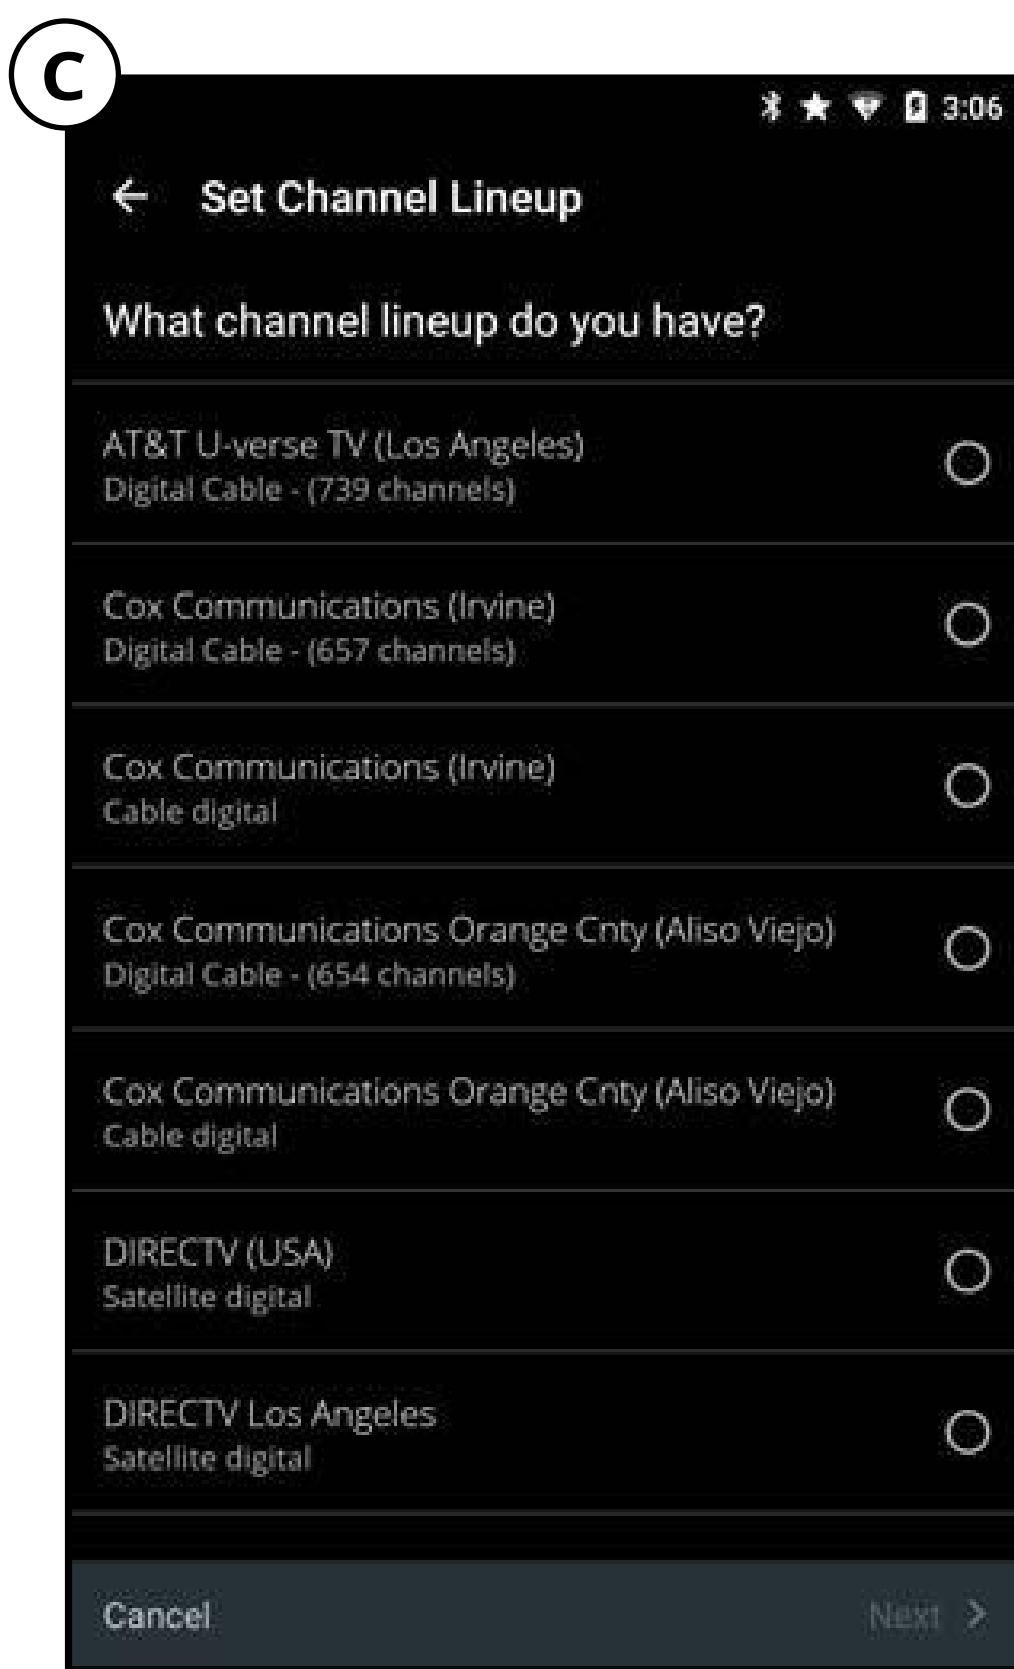 C
3:06
Set Channel Lineup
What channel lineup do you have?
AT&T U-verse TV (Los Angeles)
Digital Cable - (739 channels)
Cox Communications (Irvine)
Digital Cable - (657 channels)
Cox Communications (Irvine)
Cable digital
Cox Communications Orange Cnty (Aliso Viejo)
Digital Cable - (654 channels)
Cox Communications Orange Cnty (Aliso Viejo)
Cable digital
DIRECTV (USA)
Satellite digital
DIRECTV Los Angeles
Satellite digital
Cancel Next